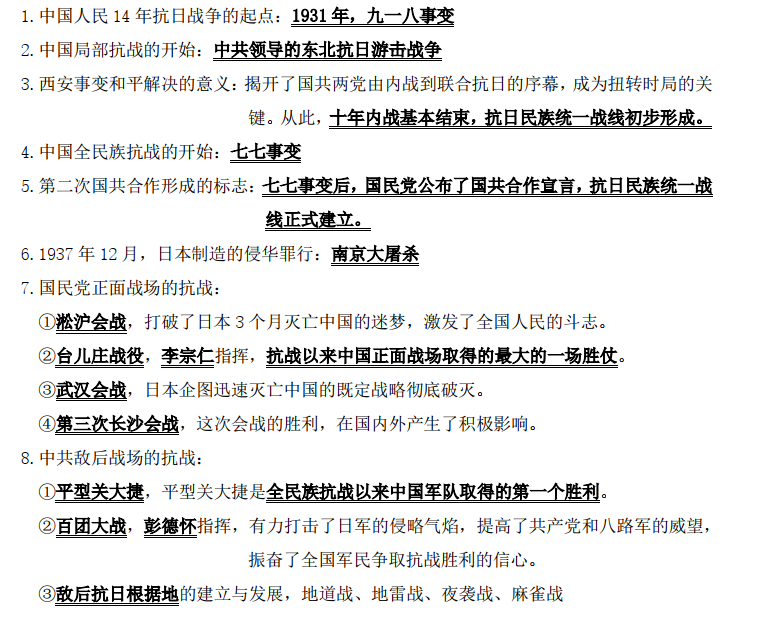 1.中国人民14年抗日战争的起点：1931年，九一八事变
2.中国局部抗战的开始：中共领导的东北抗日游击战争
3.西安事变和平解决的意义：揭开了国共两党由内战到联合抗日的序幕，成为扭转时局的关
键。从此，十年内战基本结束，抗日民族统一战线初步形成。
4.中国全民族抗战的开始：七七事变
5.第二次国共合作形成的标志：七七事变后，国民党公布了国共合作宣言，抗日民族统一战
线正式建立。
6.1937年12月，日本制造的侵华罪行：南京大屠杀
7.国民党正面战场的抗战：
①淞沪会战，打破了日本3个月灭亡中国的迷梦，激发了全国人民的斗志。
②台儿庄战役，李宗仁指挥，抗战以来中国正面战场取得的最大的一场胜仗。
③武汉会战，日本企图迅速灭亡中国的既定战略彻底破灭。
④第三次长沙会战，这次会战的胜利，在国内外产生了积极影响。
8.中共敌后战场的抗战：
①平型关大捷，平型关大捷是全民族抗战以来中国军队取得的第一个胜利。
②百团大战，彭德怀指挥，有力打击了日军的侵略气焰，提高了共产党和八路军的威望，
振奋了全国军民争取抗战胜利的信心。
③敌后抗日根据地的建立与发展，地道战、地雷战、夜袭战、麻雀战